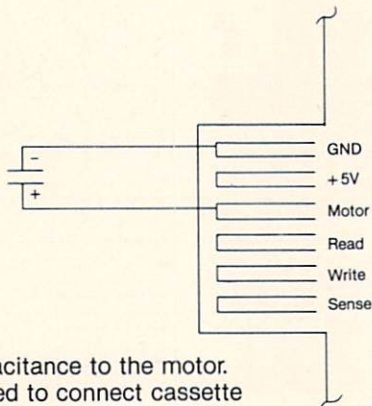 −
+
GND
+5V
Motor
Read
Write
Sense
acitance to the motor.
ed to connect cassette